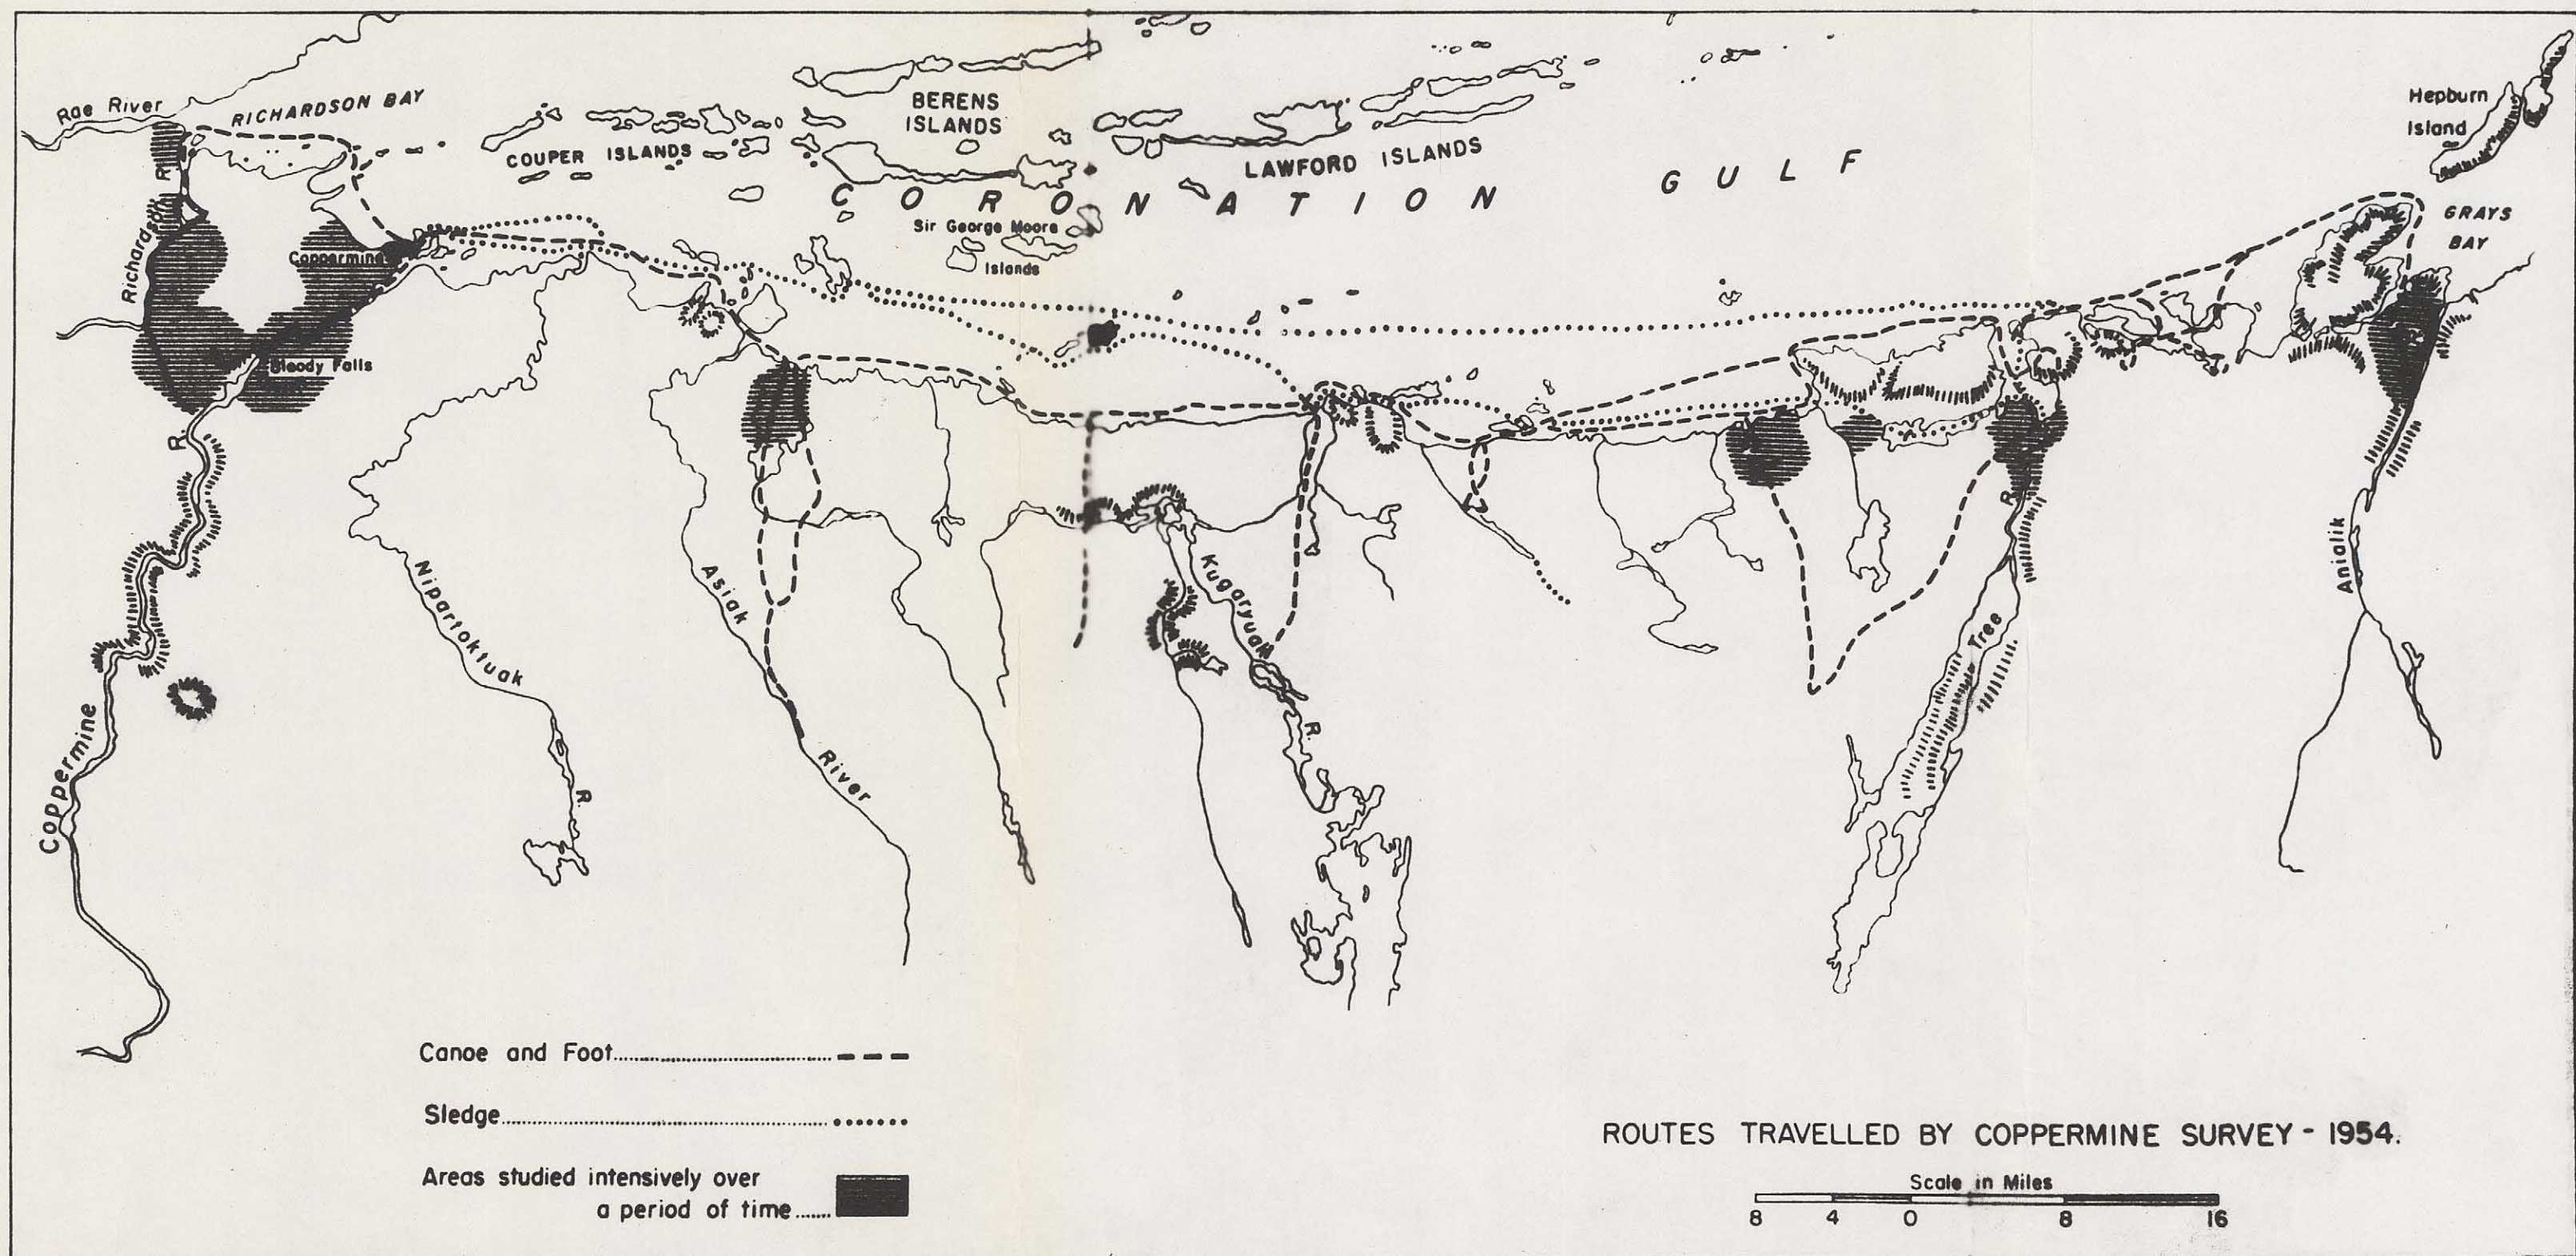 Rae River
RICHARDSON BAY
BERENS
ISLANDS
COUPER ISLANDS
LAWFORD ISLANDS
Hepburn
Island
CORONATION GULF
Sir George Moore
Islands
GRAYS
BAY
Richardson R.
Coppermine
Bloody Falls
Coppermine R.
Nipartoktuak R.
Asiak River
Kugaryuak R.
Tree R.
Anialik
Canoe and Foot
Sledge
Areas studied intensively over
a period of time
ROUTES TRAVELLED BY COPPERMINE SURVEY - 1954.
Scale in Miles
8 4 0 8 16